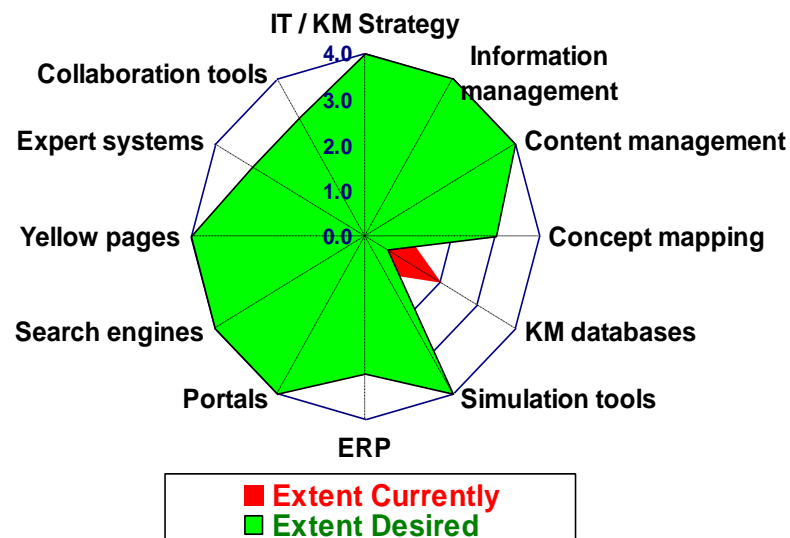 IT / KM Strategy
Information
management
Content management
Concept mapping
KM databases
Simulation tools
ERP
Portals
Search engines
Yellow pages
Expert systems
Collaboration tools
4.0
3.0
2.0
1.0
0.0
Extent Currently
Extent Desired